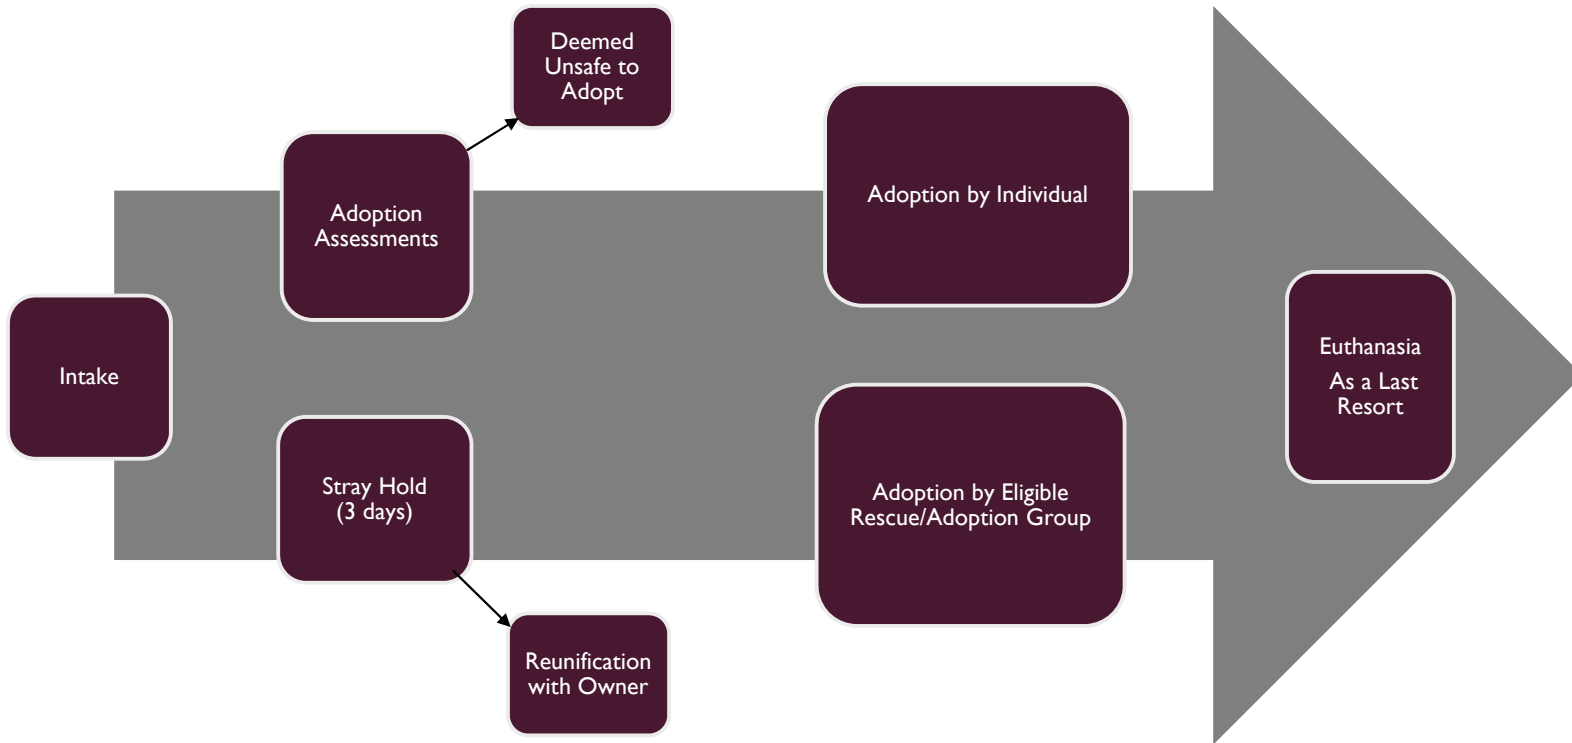 Intake
Adoption
Assessments
Deemed
Unsafe to
Adopt
Stray Hold
(3 days)
Reunification
with Owner
Adoption by Individual
Adoption by Eligible
Rescue/Adoption Group
Euthanasia
As a Last
Resort